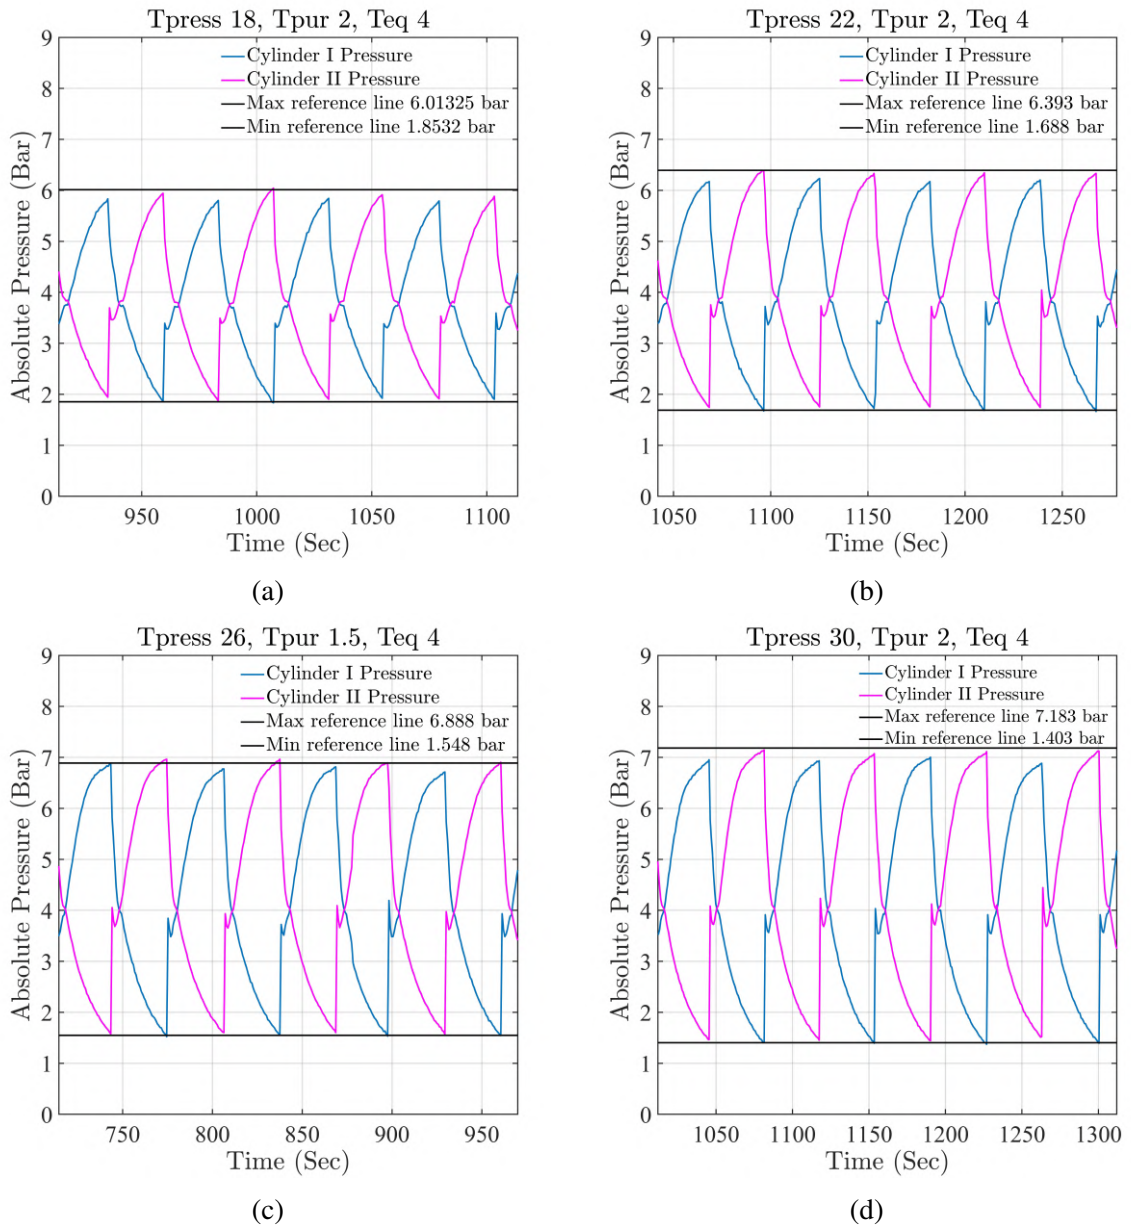 Tpress 18, Tpur 2, Teq 4
9
8
7
6
5
4
3
2
1
0
Absolute Pressure (Bar)
Cylinder I Pressure
Cylinder II Pressure
Max reference line 6.01325 bar
Min reference line 1.8532 bar
950 1000 1050 1100
Time (Sec)
(a)
Tpress 22, Tpur 2, Teq 4
9
8
7
6
5
4
3
2
1
0
Absolute Pressure (Bar)
Cylinder I Pressure
Cylinder II Pressure
Max reference line 6.393 bar
Min reference line 1.688 bar
1050 1100 1150 1200 1250
Time (Sec)
(b)
Tpress 26, Tpur 1.5, Teq 4
9
8
7
6
5
4
3
2
1
0
Absolute Pressure (Bar)
Cylinder I Pressure
Cylinder II Pressure
Max reference line 6.888 bar
Min reference line 1.548 bar
750 800 850 900 950
Time (Sec)
(c)
Tpress 30, Tpur 2, Teq 4
9
8
7
6
5
4
3
2
1
0
Absolute Pressure (Bar)
Cylinder I Pressure
Cylinder II Pressure
Max reference line 7.183 bar
Min reference line 1.403 bar
1050 1100 1150 1200 1250 1300
Time (Sec)
(d)